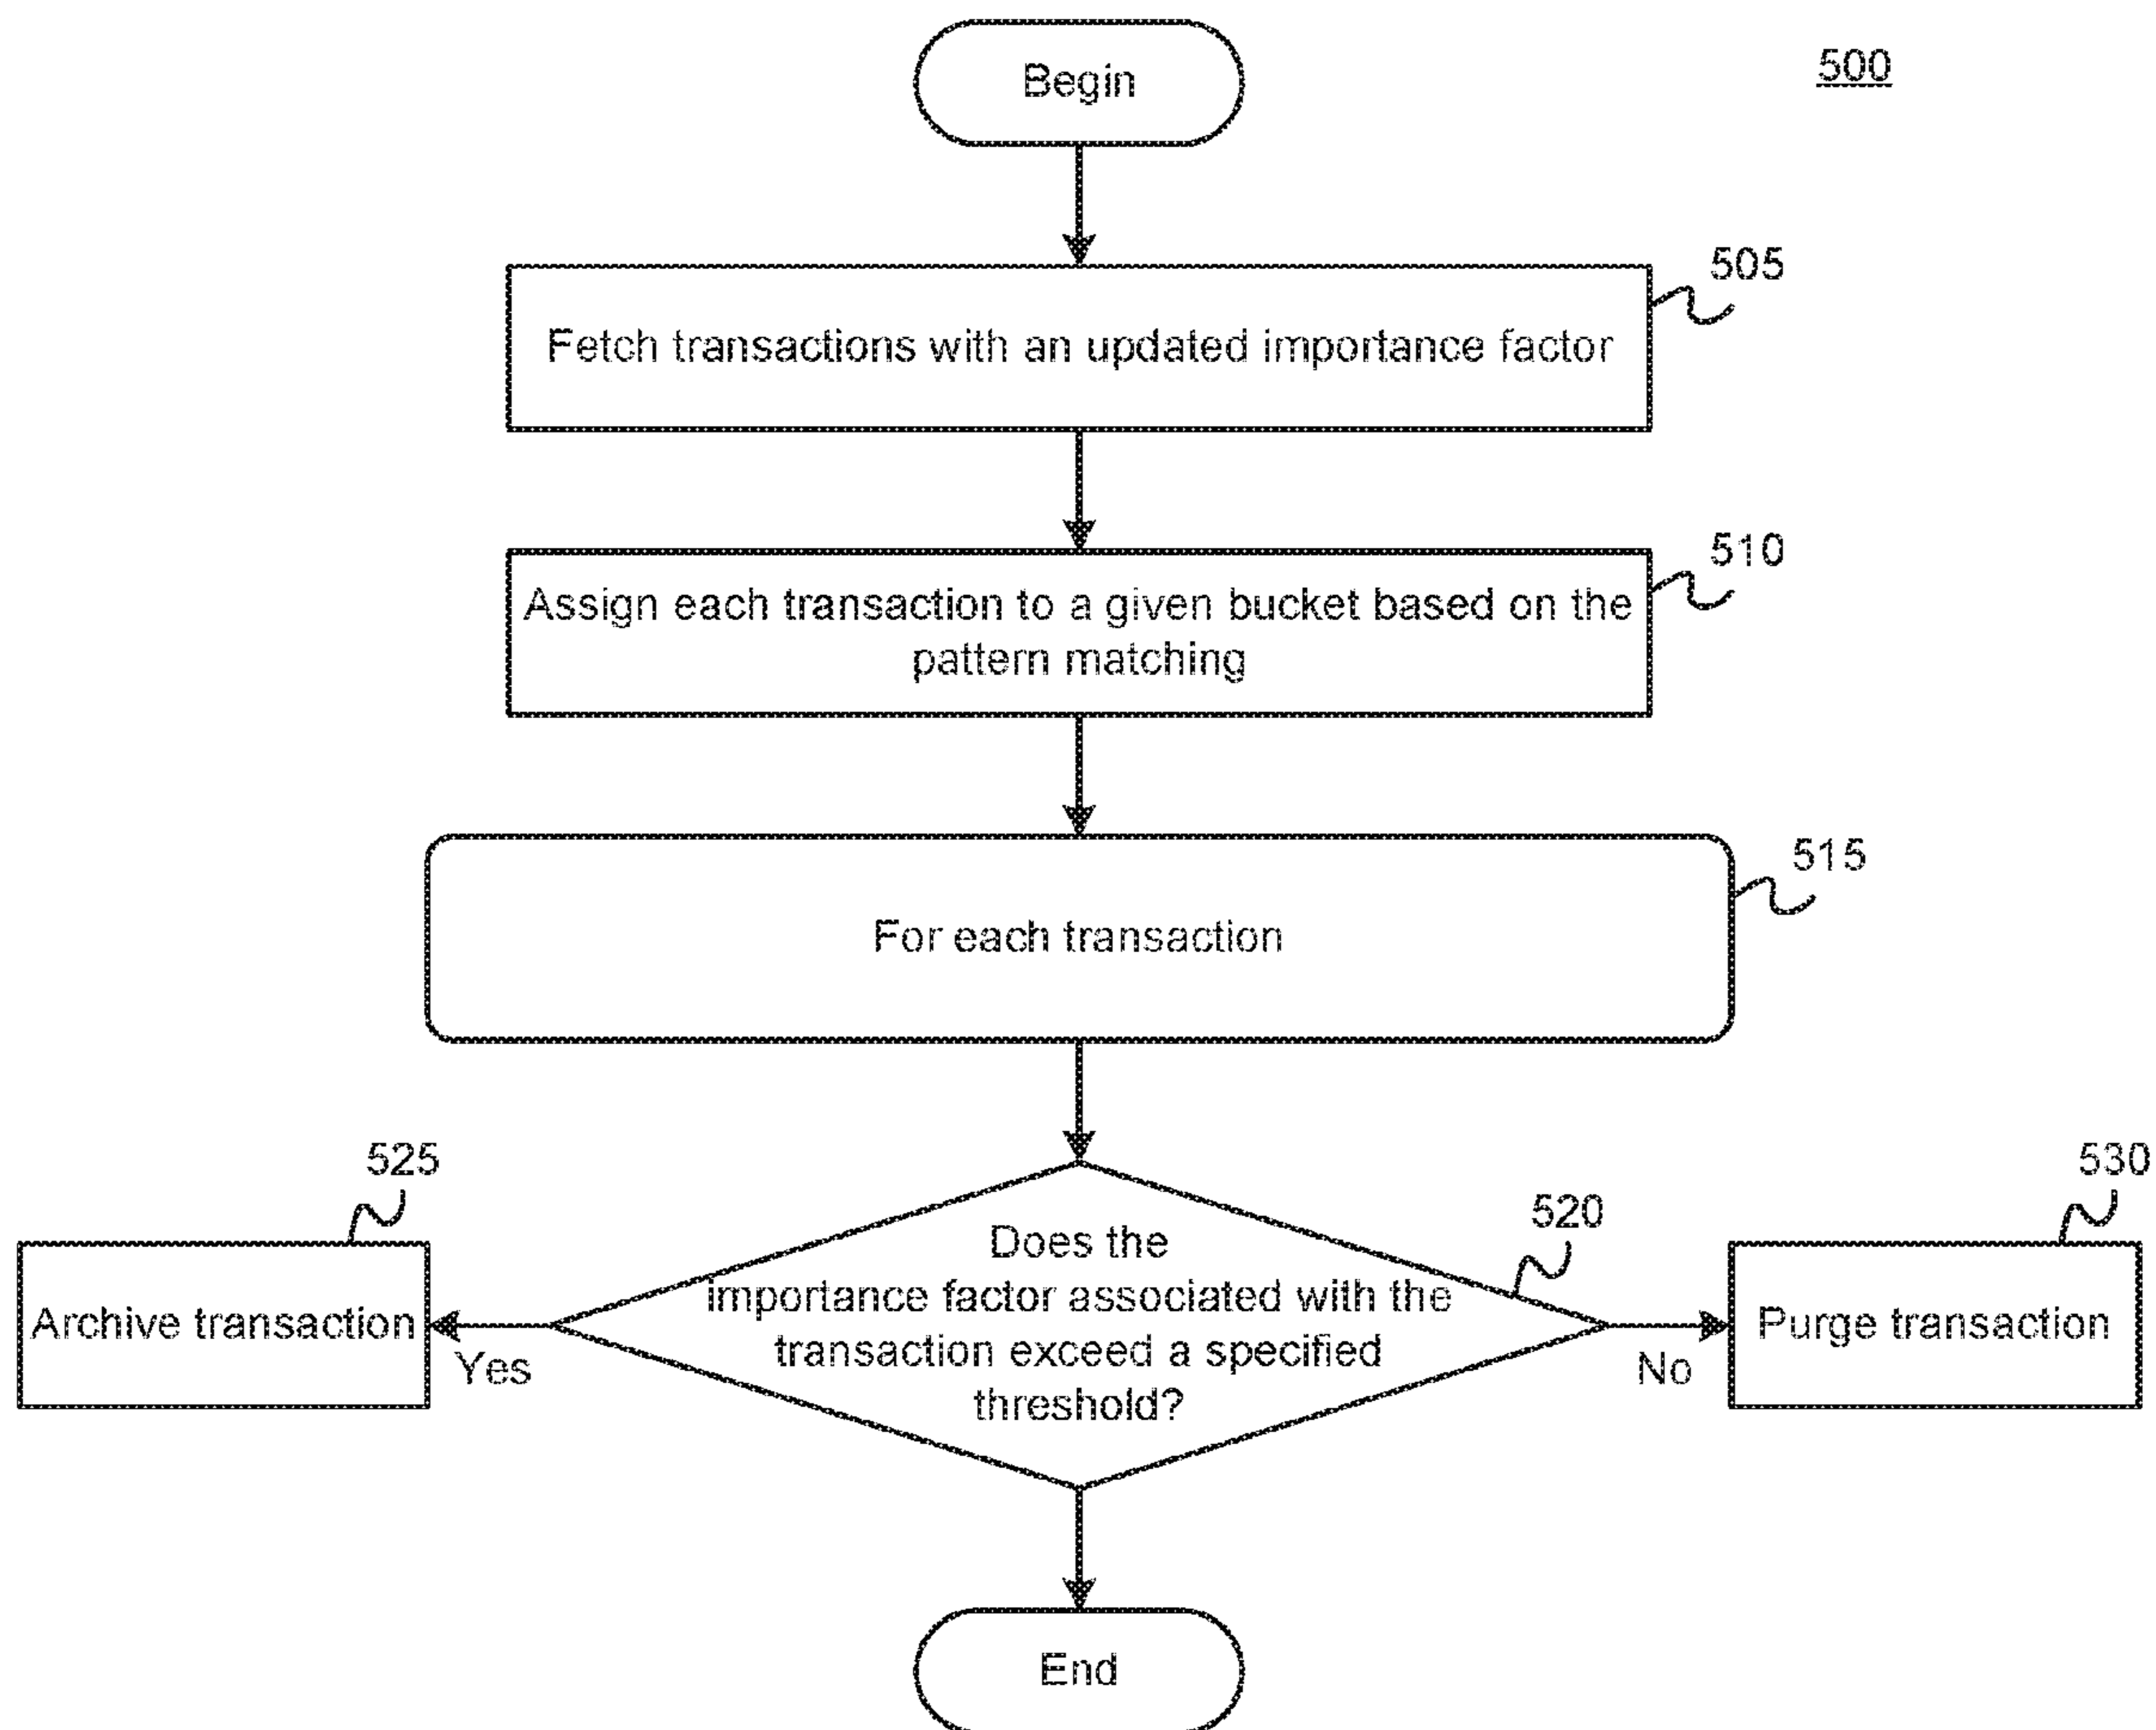 Begin
500
505
Fetch transactions with an updated importance factor
510
Assign each transaction to a given bucket based on the
pattern matching
515
For each transaction
525
530
520
Does the
importance factor associated with the
transaction exceed a specified
threshold?
Archive transaction
Yes
Purge transaction
No
End